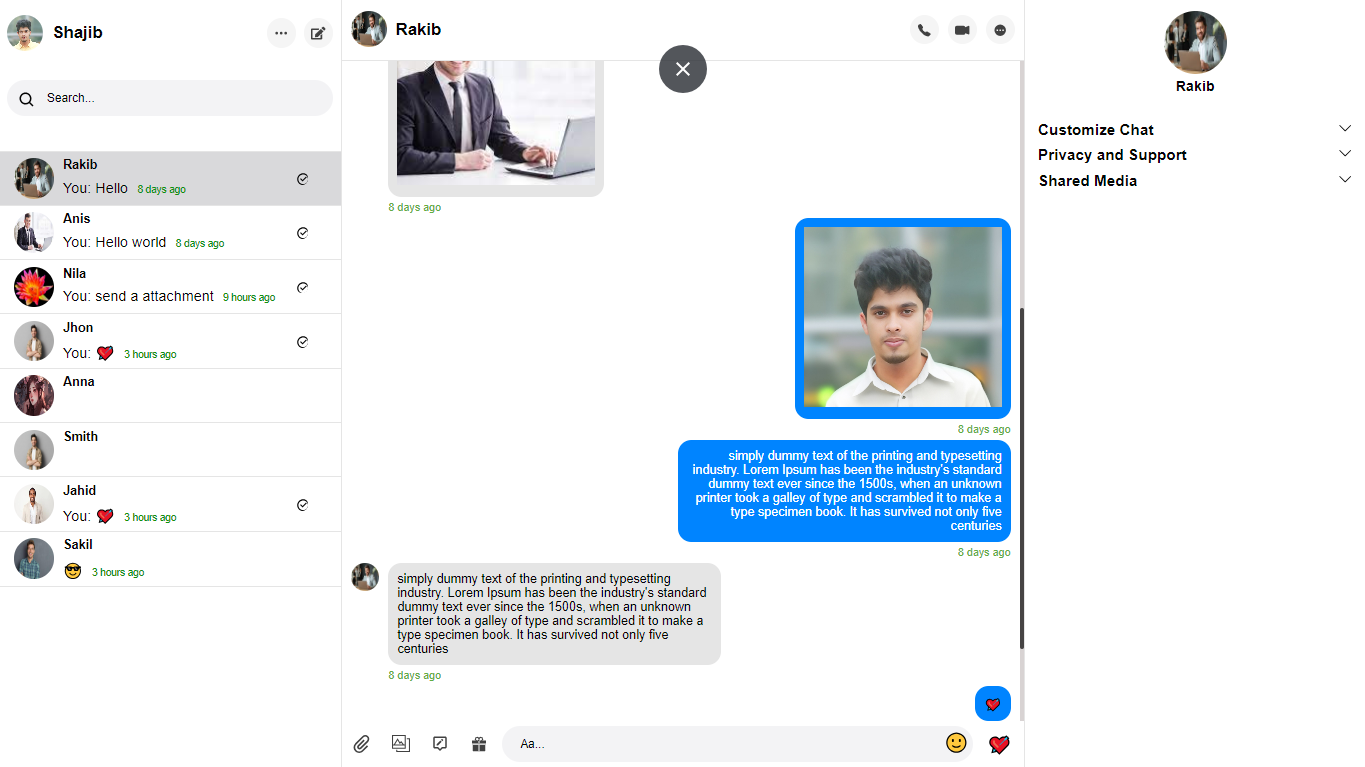 Shajib
Search...
Rakib
You: Hello 8 days ago
Anis
You: Hello world 8 days ago
Nila
You: send a attachment 9 hours ago
Jhon
You: ❤️ 3 hours ago
Anna
Smith
Jahid
You: ❤️ 3 hours ago
Sakil
😎 3 hours ago
Rakib
8 days ago
8 days ago
simply dummy text of the printing and typesetting
industry. Lorem Ipsum has been the industry's standard
dummy text ever since the 1500s, when an unknown
printer took a galley of type and scrambled it to make a
type specimen book. It has survived not only five
centuries
8 days ago
simply dummy text of the printing and typesetting
industry. Lorem Ipsum has been the industry's standard
dummy text ever since the 1500s, when an unknown
printer took a galley of type and scrambled it to make a
type specimen book. It has survived not only five
centuries
8 days ago
❤️
Aa...
Rakib
Customize Chat
Privacy and Support
Shared Media